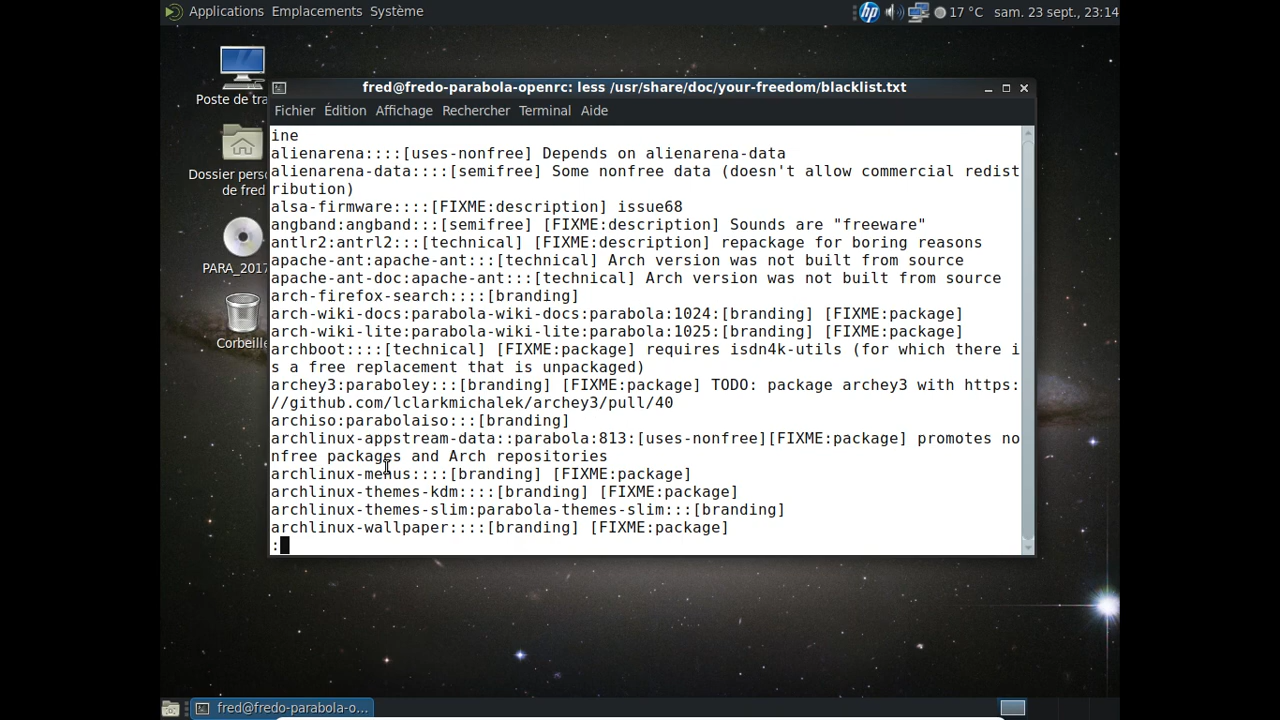 Applications Emplacements Système
17 °C sam. 23 sept., 23:14
Poste de tra
Dossier perso
de fred
PARA_2017
Corbeille
fred@fredo-parabola-openrc: less /usr/share/doc/your-freedom/blacklist.txt
Fichier Édition Affichage Rechercher Terminal Aide
ine
alienarena::::[uses-nonfree] Depends on alienarena-data
alienarena-data::::[semifree] Some nonfree data (doesn't allow commercial redist
ribution)
alsa-firmware::::[FIXME:description] issue68
angband:angband:::[semifree] [FIXME:description] Sounds are "freeware"
antlr2:antrl2:::[technical] [FIXME:description] repackage for boring reasons
apache-ant:apache-ant:::[technical] Arch version was not built from source
apache-ant-doc:apache-ant:::[technical] Arch version was not built from source
arch-firefox-search::::[branding]
arch-wiki-docs:parabola-wiki-docs:parabola:1024:[branding] [FIXME:package]
arch-wiki-lite:parabola-wiki-lite:parabola:1025:[branding] [FIXME:package]
archboot::::[technical] [FIXME:package] requires isdn4k-utils (for which there i
s a free replacement that is unpackaged)
archey3:paraboley:::[branding] [FIXME:package] TODO: package archey3 with https:
//github.com/lclarkmichalek/archey3/pull/40
archiso:parabolaiso:::[branding]
archlinux-appstream-data::parabola:813:[uses-nonfree][FIXME:package] promotes no
nfree packages and Arch repositories
archlinux-menus::::[branding] [FIXME:package]
archlinux-themes-kdm::::[branding] [FIXME:package]
archlinux-themes-slim:parabola-themes-slim:::[branding]
archlinux-wallpaper::::[branding] [FIXME:package]
:
fred@fredo-parabola-o...